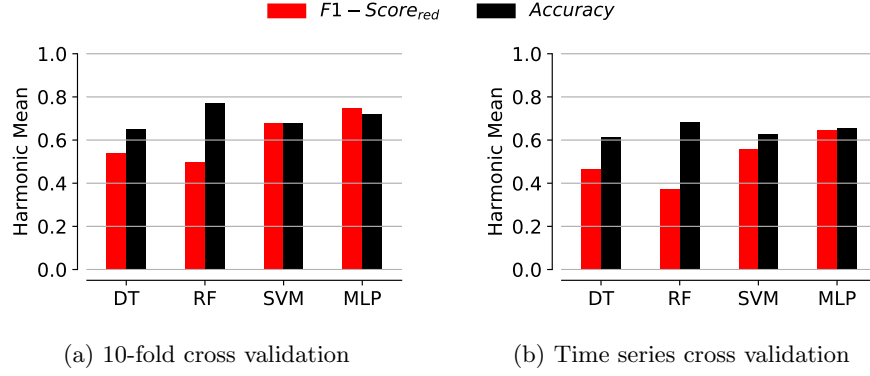 F1 − Score_red Accuracy
1.0
0.8
0.6
0.4
0.2
0.0
Harmonic Mean
DT RF SVM MLP
(a) 10-fold cross validation
1.0
0.8
0.6
0.4
0.2
0.0
Harmonic Mean
DT RF SVM MLP
(b) Time series cross validation